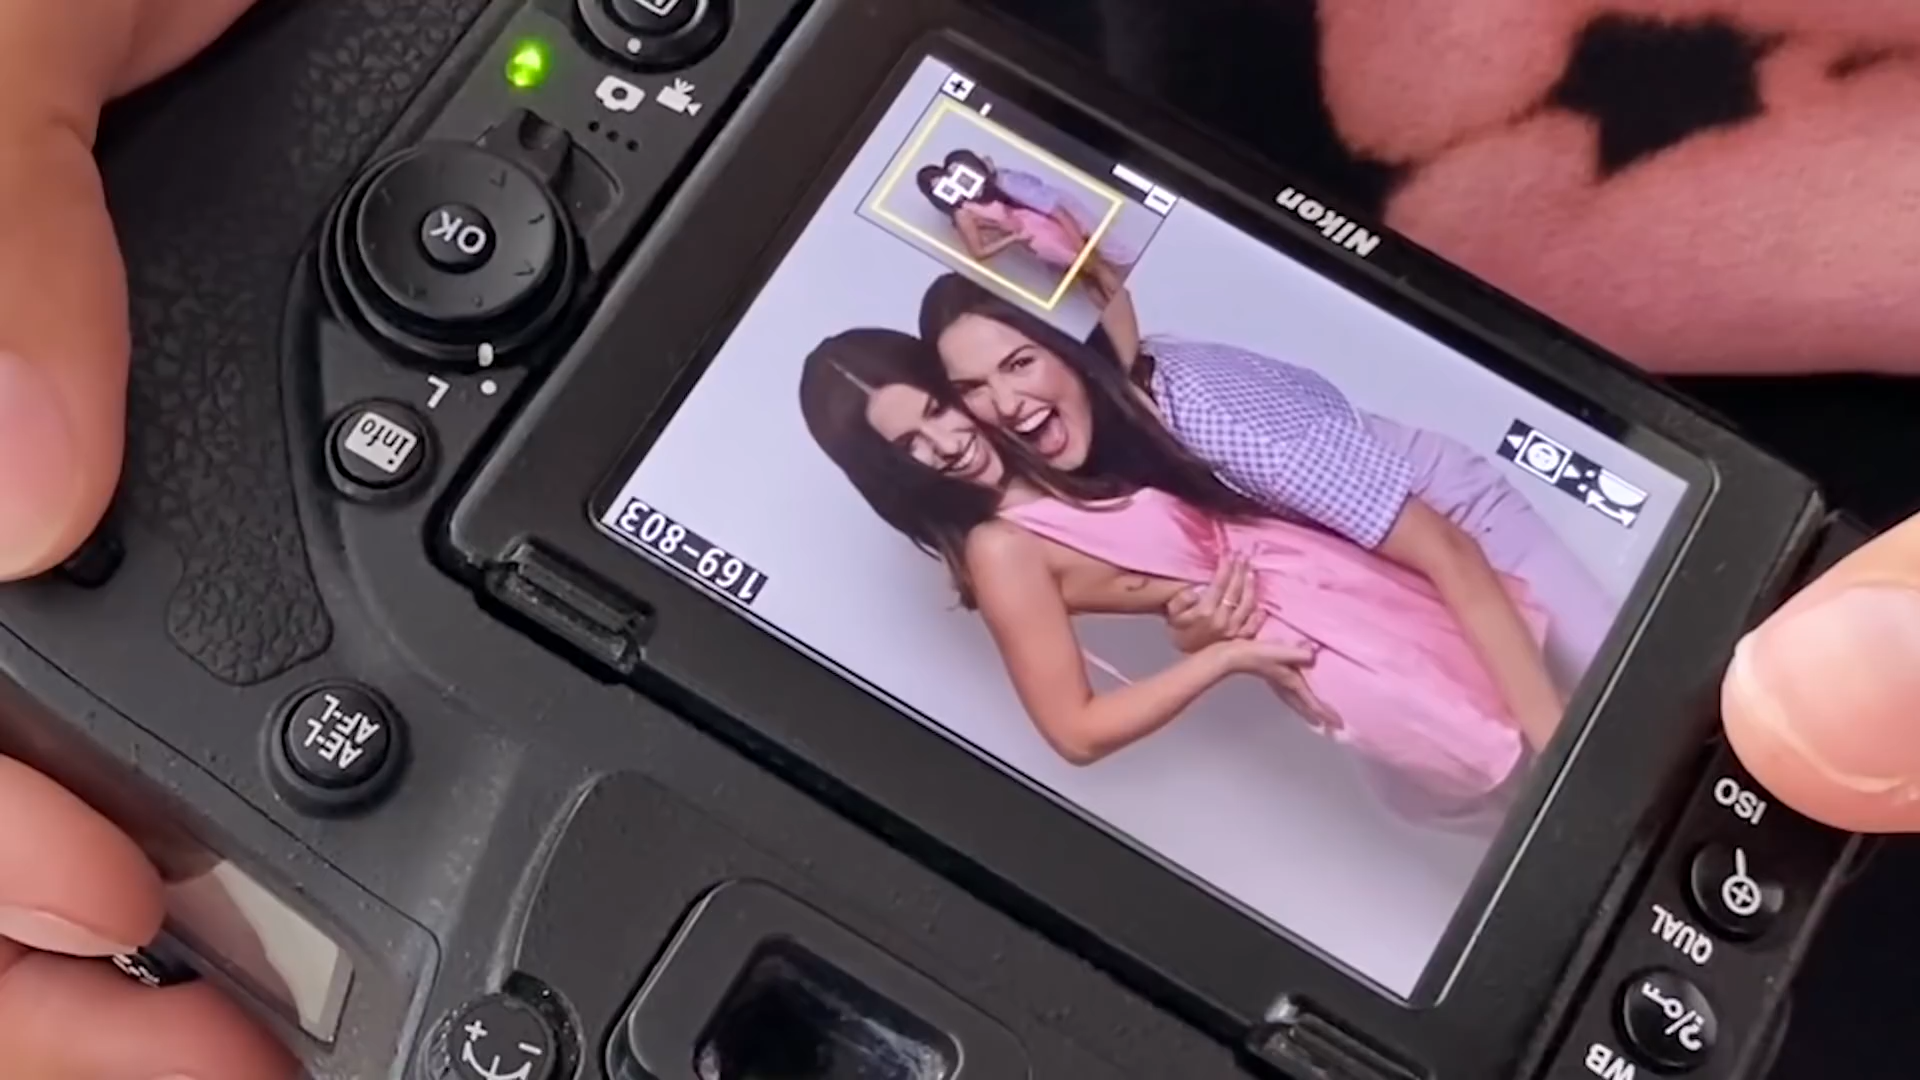 Nikon
OK
L
info
169-803
AE-L
AF-L
ISO
QUAL
WB